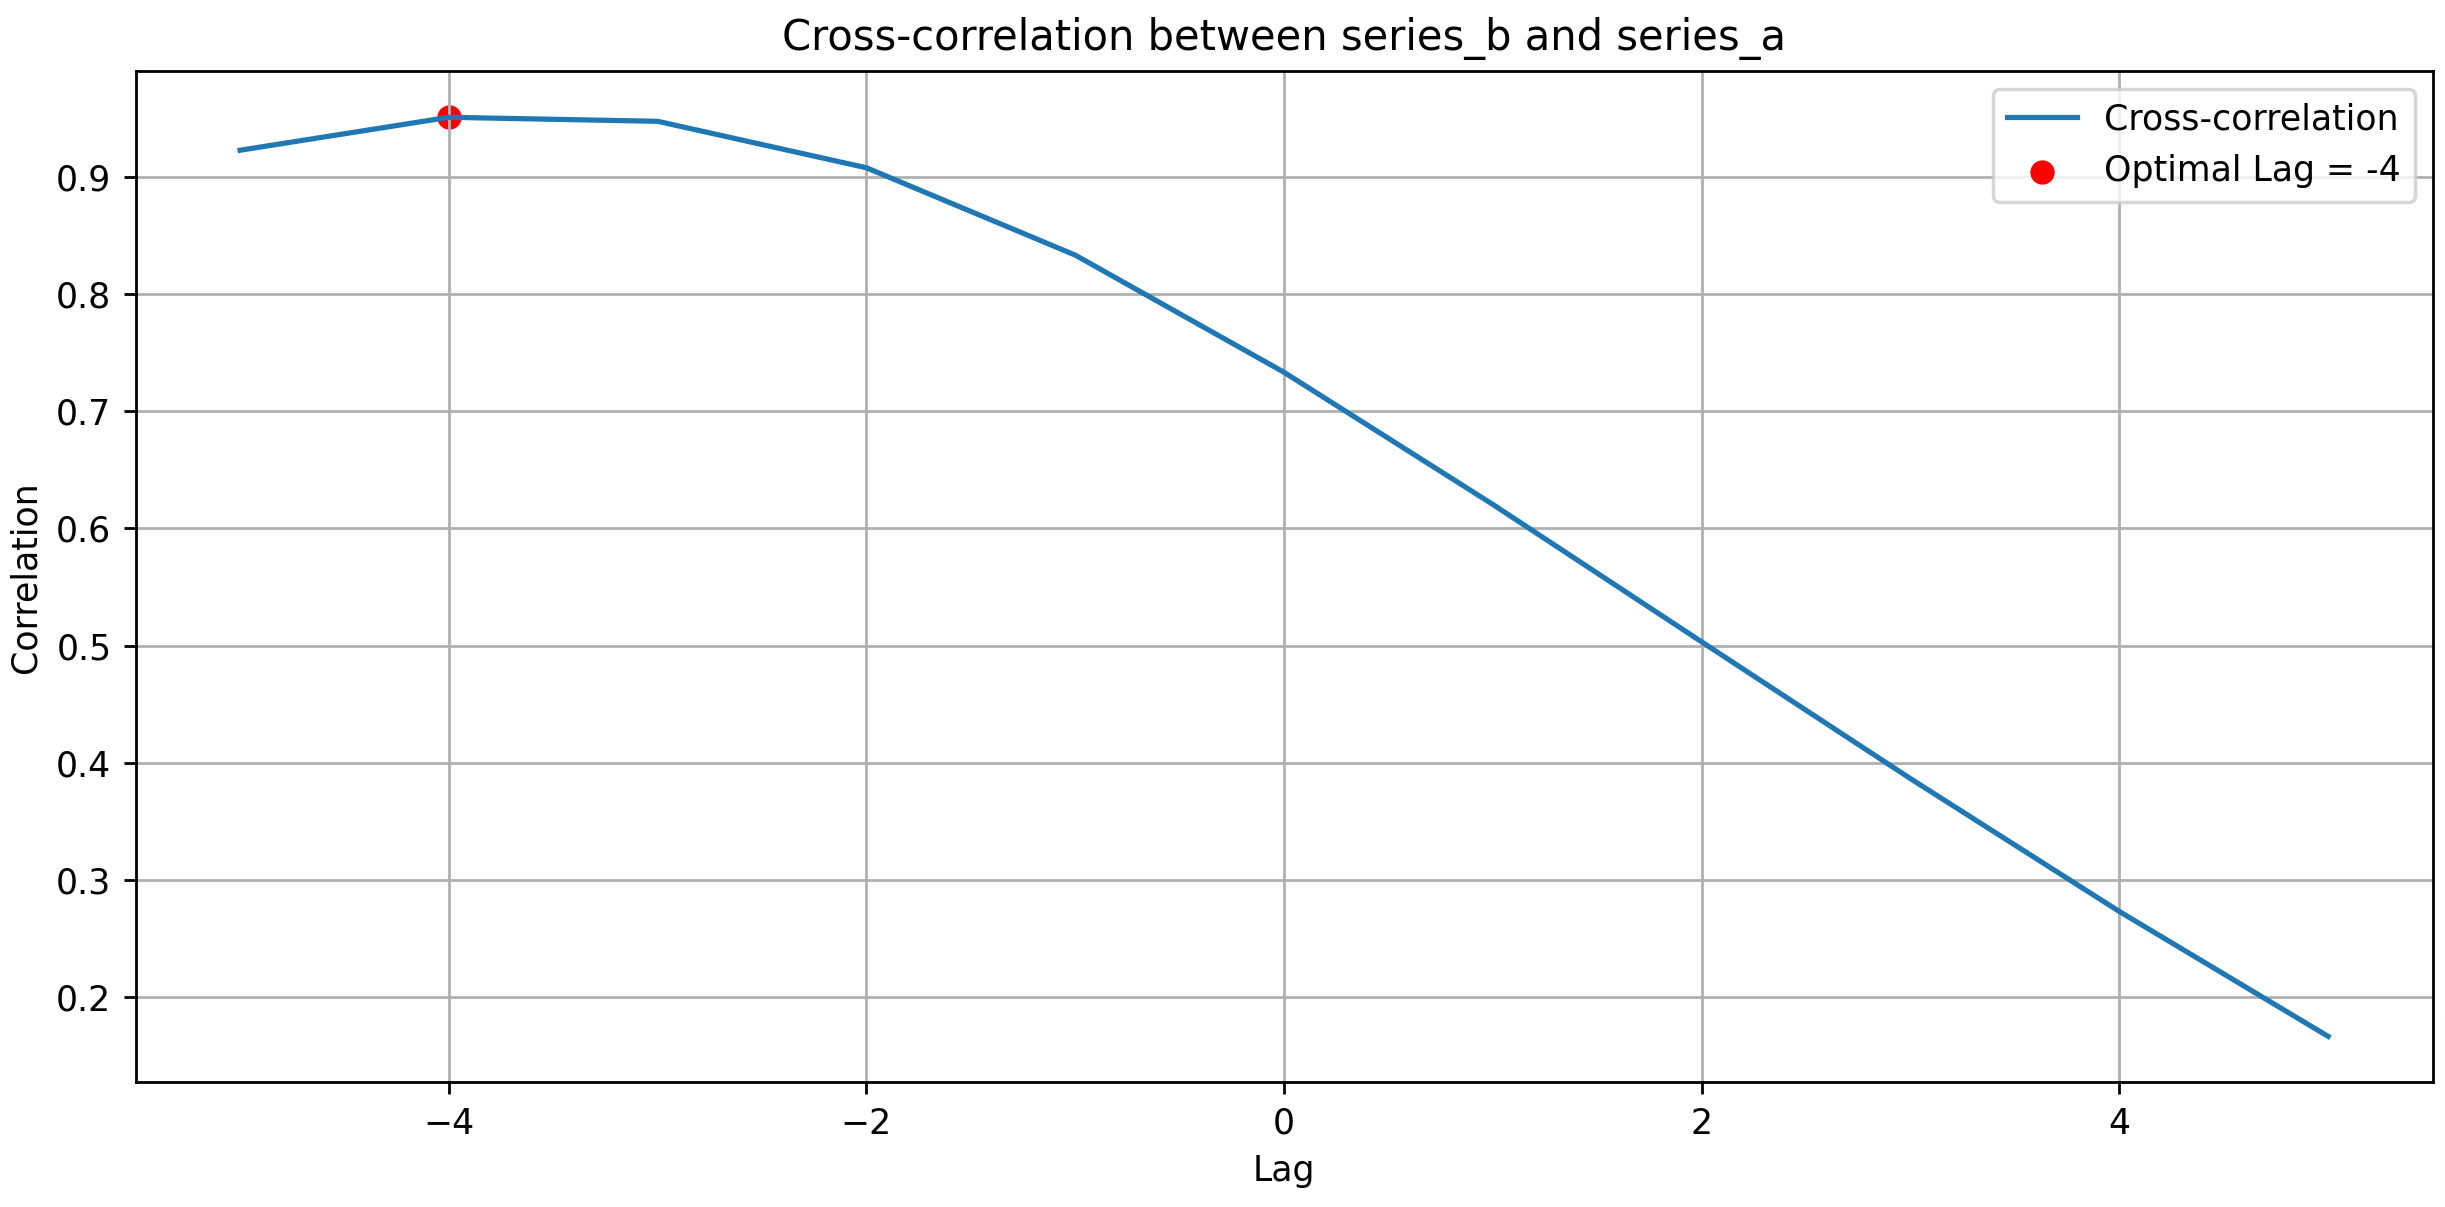 Cross-correlation between series_b and series_a
Cross-correlation
Optimal Lag = -4
Correlation
0.9
0.8
0.7
0.6
0.5
0.4
0.3
0.2
−4
−2
0
2
4
Lag